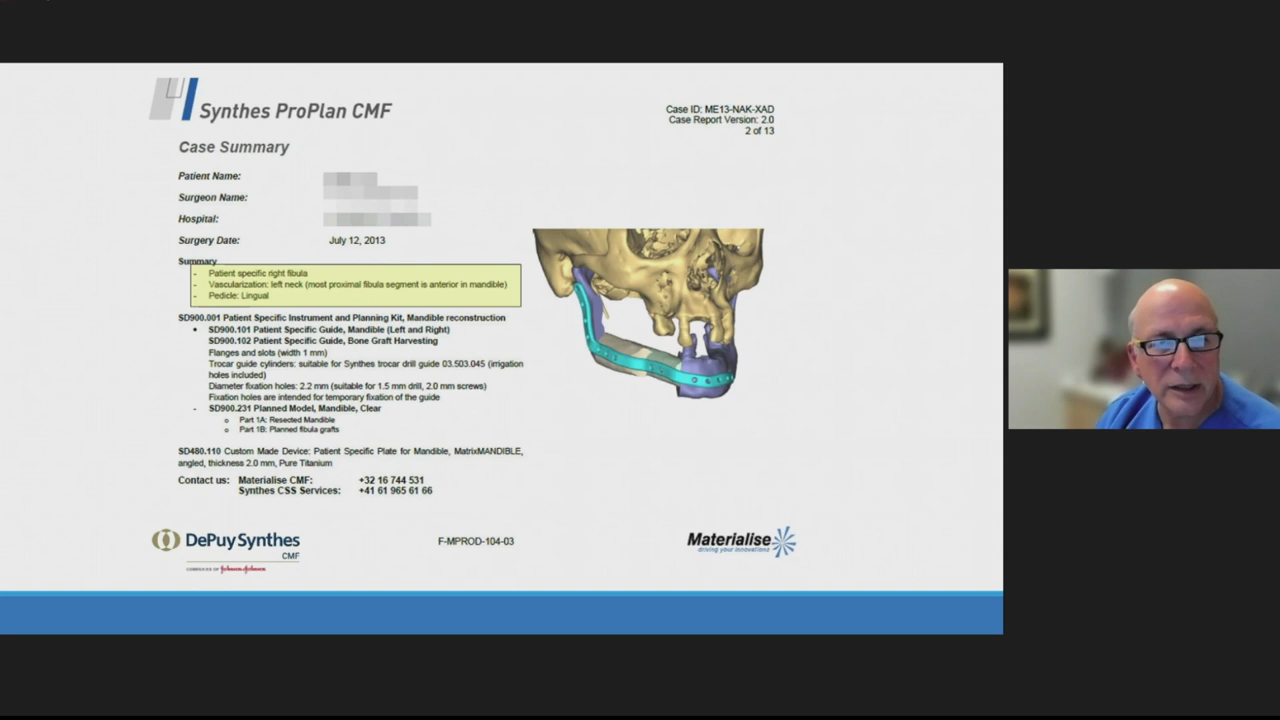 Synthes ProPlan CMF
Case ID: ME13-NAK-XAD
Case Report Version: 2.0
2 of 13
Case Summary
Patient Name:
Surgeon Name:
Hospital:
Surgery Date: July 12, 2013
Summary
- Patient specific right fibula
- Vascularization: left neck (most proximal fibula segment is anterior in mandible)
- Pedicle: Lingual
SD900.001 Patient Specific Instrument and Planning Kit, Mandible reconstruction
• SD900.101 Patient Specific Guide, Mandible (Left and Right)
SD900.102 Patient Specific Guide, Bone Graft Harvesting
Flanges and slots (width 1 mm)
Trocar guide cylinders: suitable for Synthes trocar drill guide 03.503.045 (irrigation
holes included)
Diameter fixation holes: 2.2 mm (suitable for 1.5 mm drill, 2.0 mm screws)
Fixation holes are intended for temporary fixation of the guide
- SD900.231 Planned Model, Mandible, Clear
o Part 1A: Resected Mandible
o Part 1B: Planned fibula grafts
SD480.110 Custom Made Device: Patient Specific Plate for Mandible, MatrixMANDIBLE,
angled, thickness 2.0 mm, Pure Titanium
Contact us: Materialise CMF: +32 16 744 531
Synthes CSS Services: +41 61 965 61 66
DePuy Synthes
CMF
COMPANIES OF Johnson & Johnson
F-MPROD-104-03
Materialise
driving your innovations